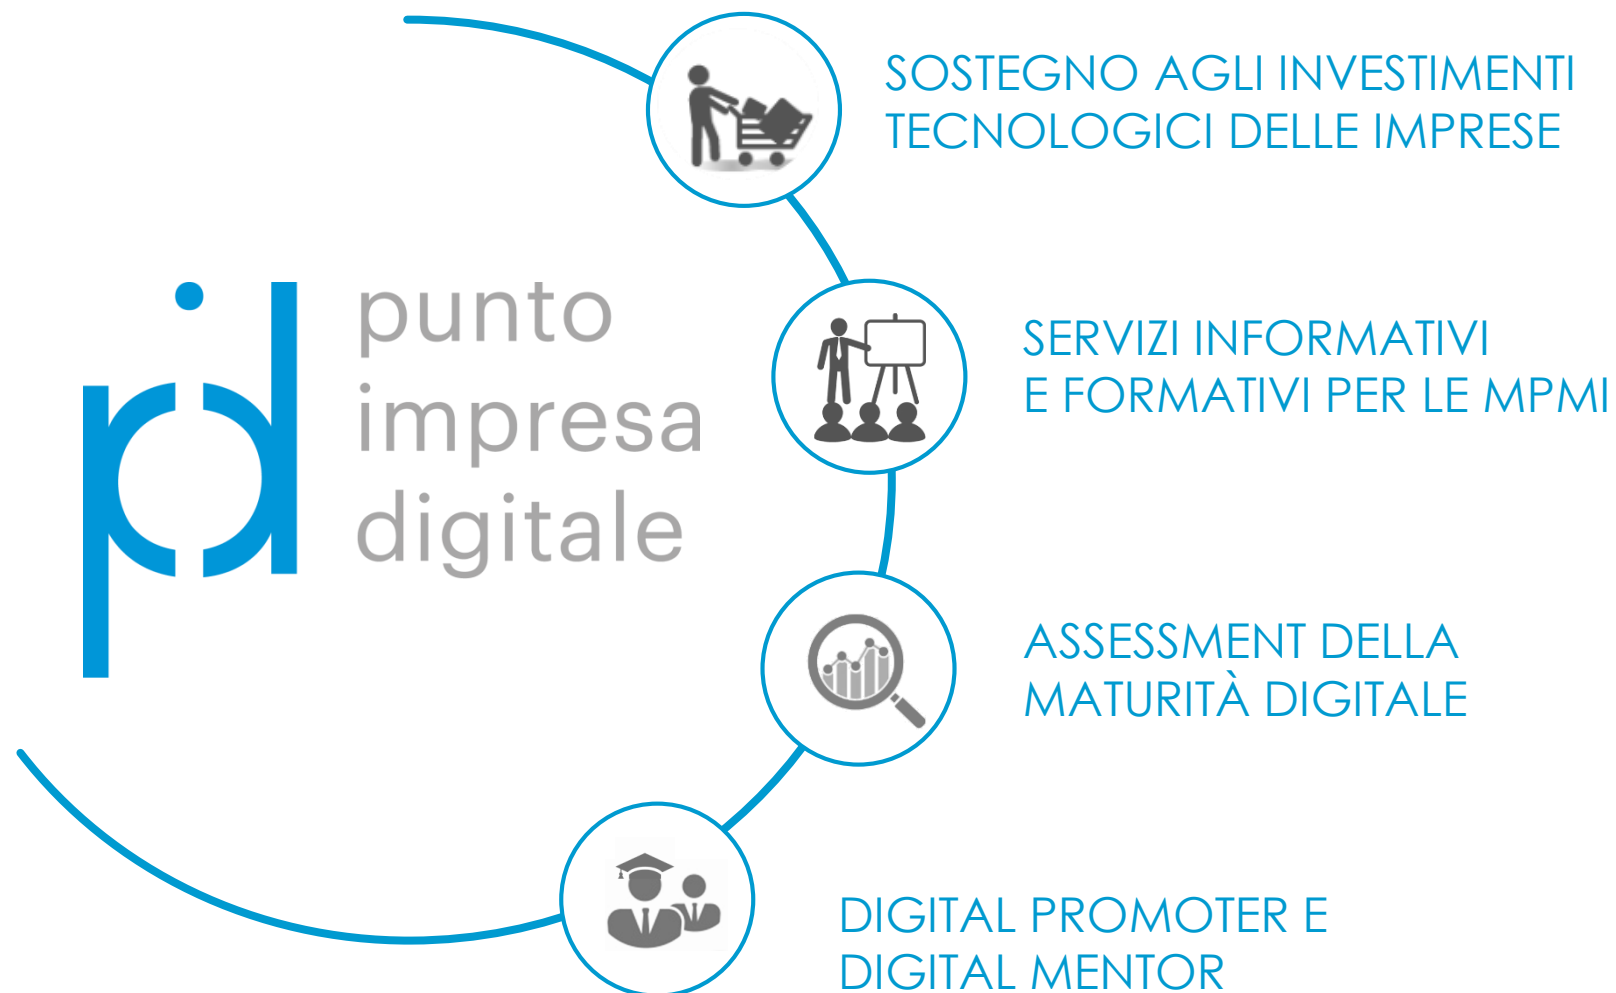 SOSTEGNO AGLI INVESTIMENTI
TECNOLOGICI DELLE IMPRESE
pid
punto
impresa
digitale
SERVIZI INFORMATIVI
E FORMATIVI PER LE MPMI
ASSESSMENT DELLA
MATURITÀ DIGITALE
DIGITAL PROMOTER E
DIGITAL MENTOR